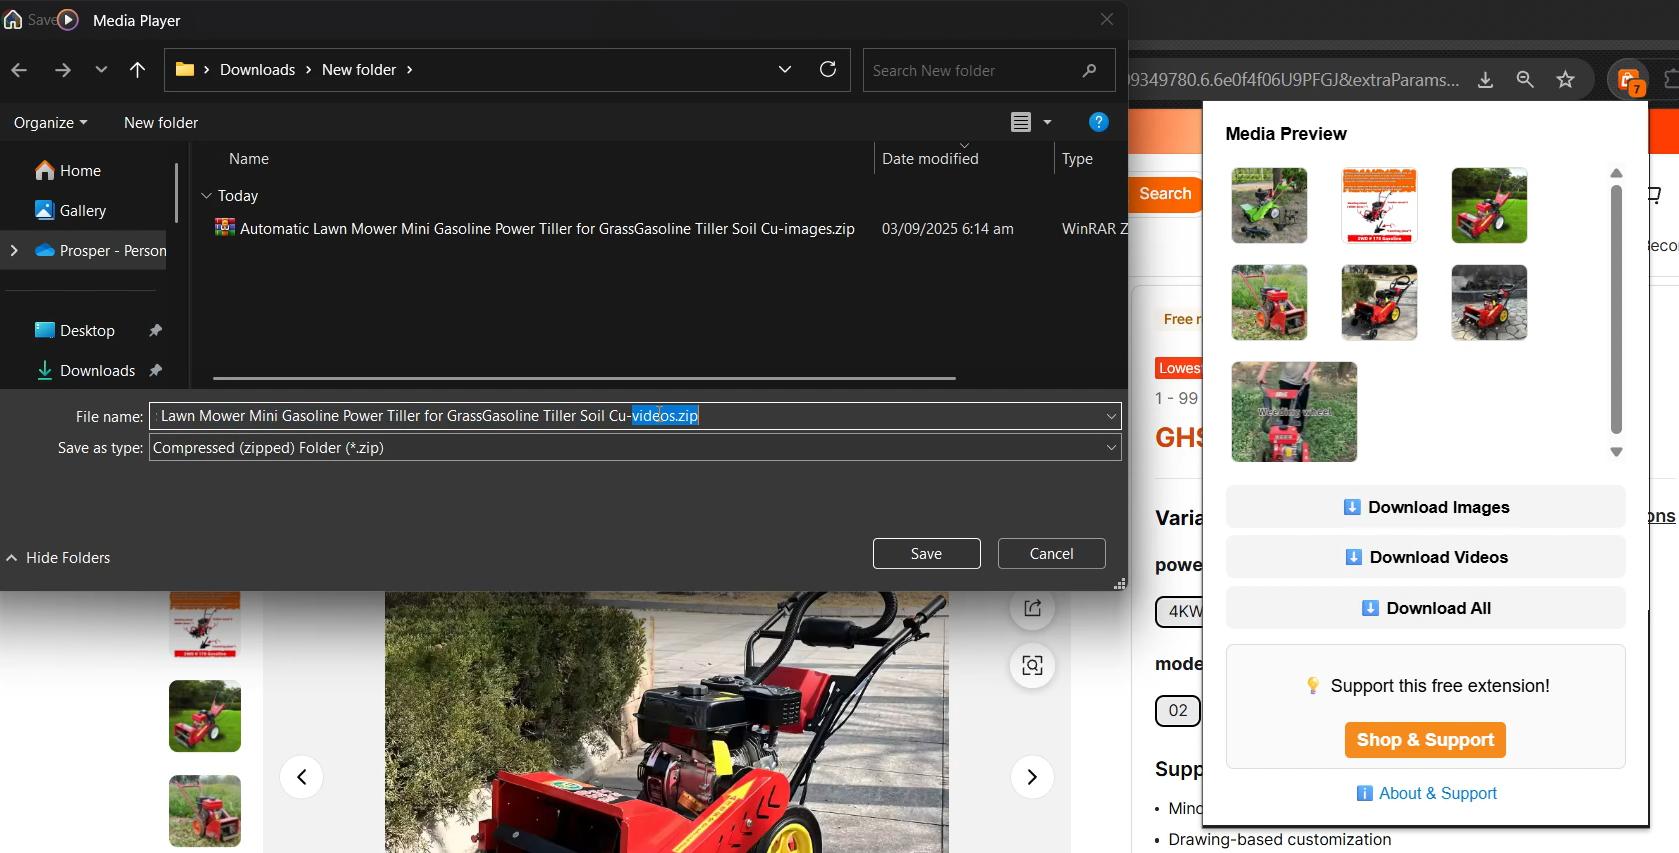 Save
Media Player
Downloads
New folder
Search New folder
09349780.6.6e0f4f06U9PFGJ&extraParams...
7
Organize
New folder
?
Name
Date modified
Type
Home
Gallery
Prosper - Person
Desktop
Downloads
Today
Automatic Lawn Mower Mini Gasoline Power Tiller for GrassGasoline Tiller Soil Cu-images.zip
03/09/2025 6:14 am
WinRAR Z
File name:
Lawn Mower Mini Gasoline Power Tiller for GrassGasoline Tiller Soil Cu-videos.zip
Save as type:
Compressed (zipped) Folder (*.zip)
Hide Folders
Save
Cancel
Search
Free r
Lowes
1 - 99
GHS
Varia
powe
4KW
mode
02
Supp
Mino
Drawing-based customization
Media Preview
Weeding wheel
Download Images
Download Videos
Download All
Support this free extension!
Shop & Support
About & Support